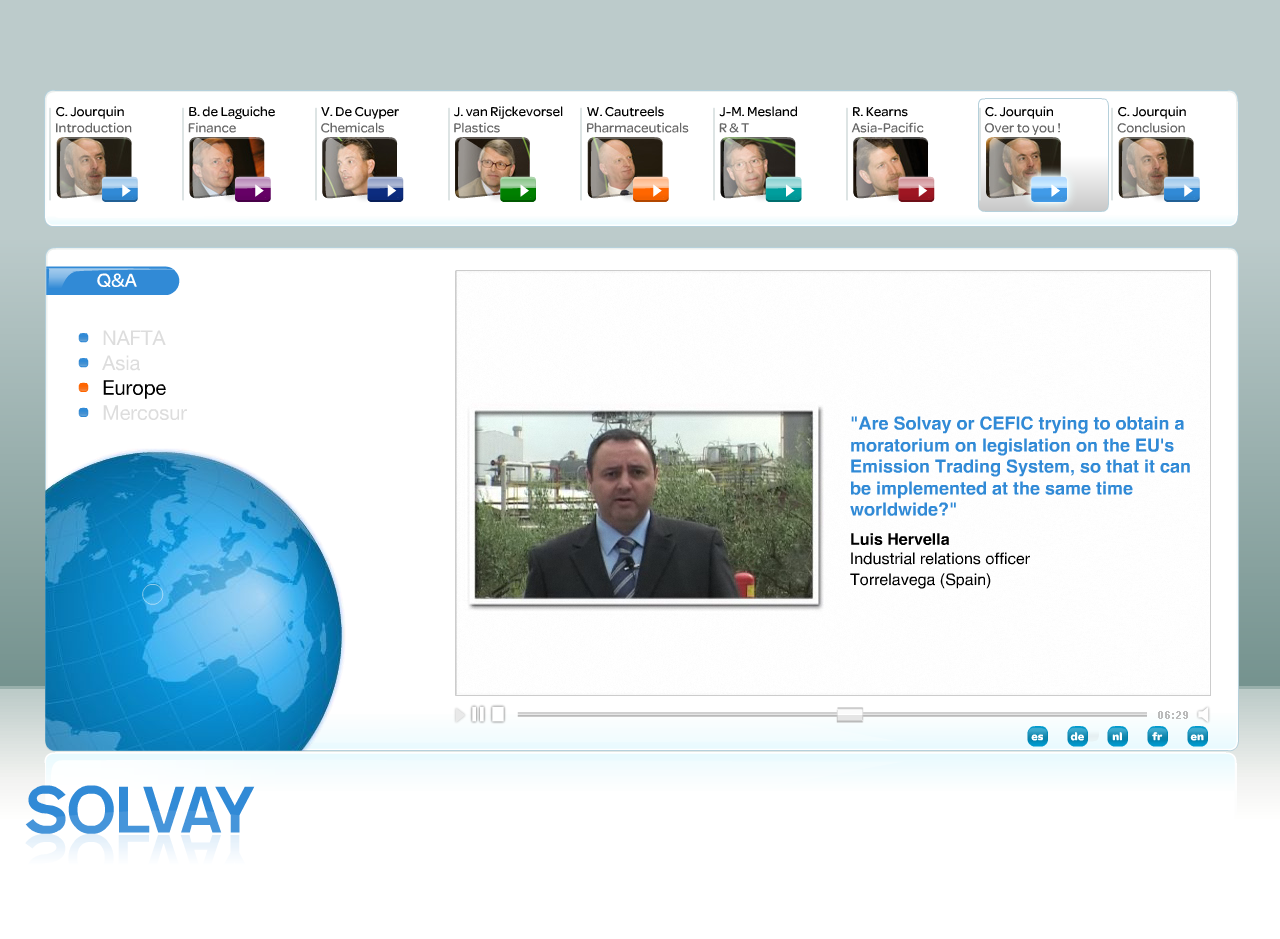 C. Jourquin
Introduction
B. de Laguiche
Finance
V. De Cuyper
Chemicals
J. van Rijckevorsel
Plastics
W. Cautreels
Pharmaceuticals
J-M. Mesland
R & T
R. Kearns
Asia-Pacific
C. Jourquin
Over to you !
C. Jourquin
Conclusion
Q&A
NAFTA
Asia
Europe
Mercosur
"Are Solvay or CEFIC trying to obtain a
moratorium on legislation on the EU's
Emission Trading System, so that it can
be implemented at the same time
worldwide?"
Luis Hervella
Industrial relations officer
Torrelavega (Spain)
06:29
es de nl fr en
SOLVAY